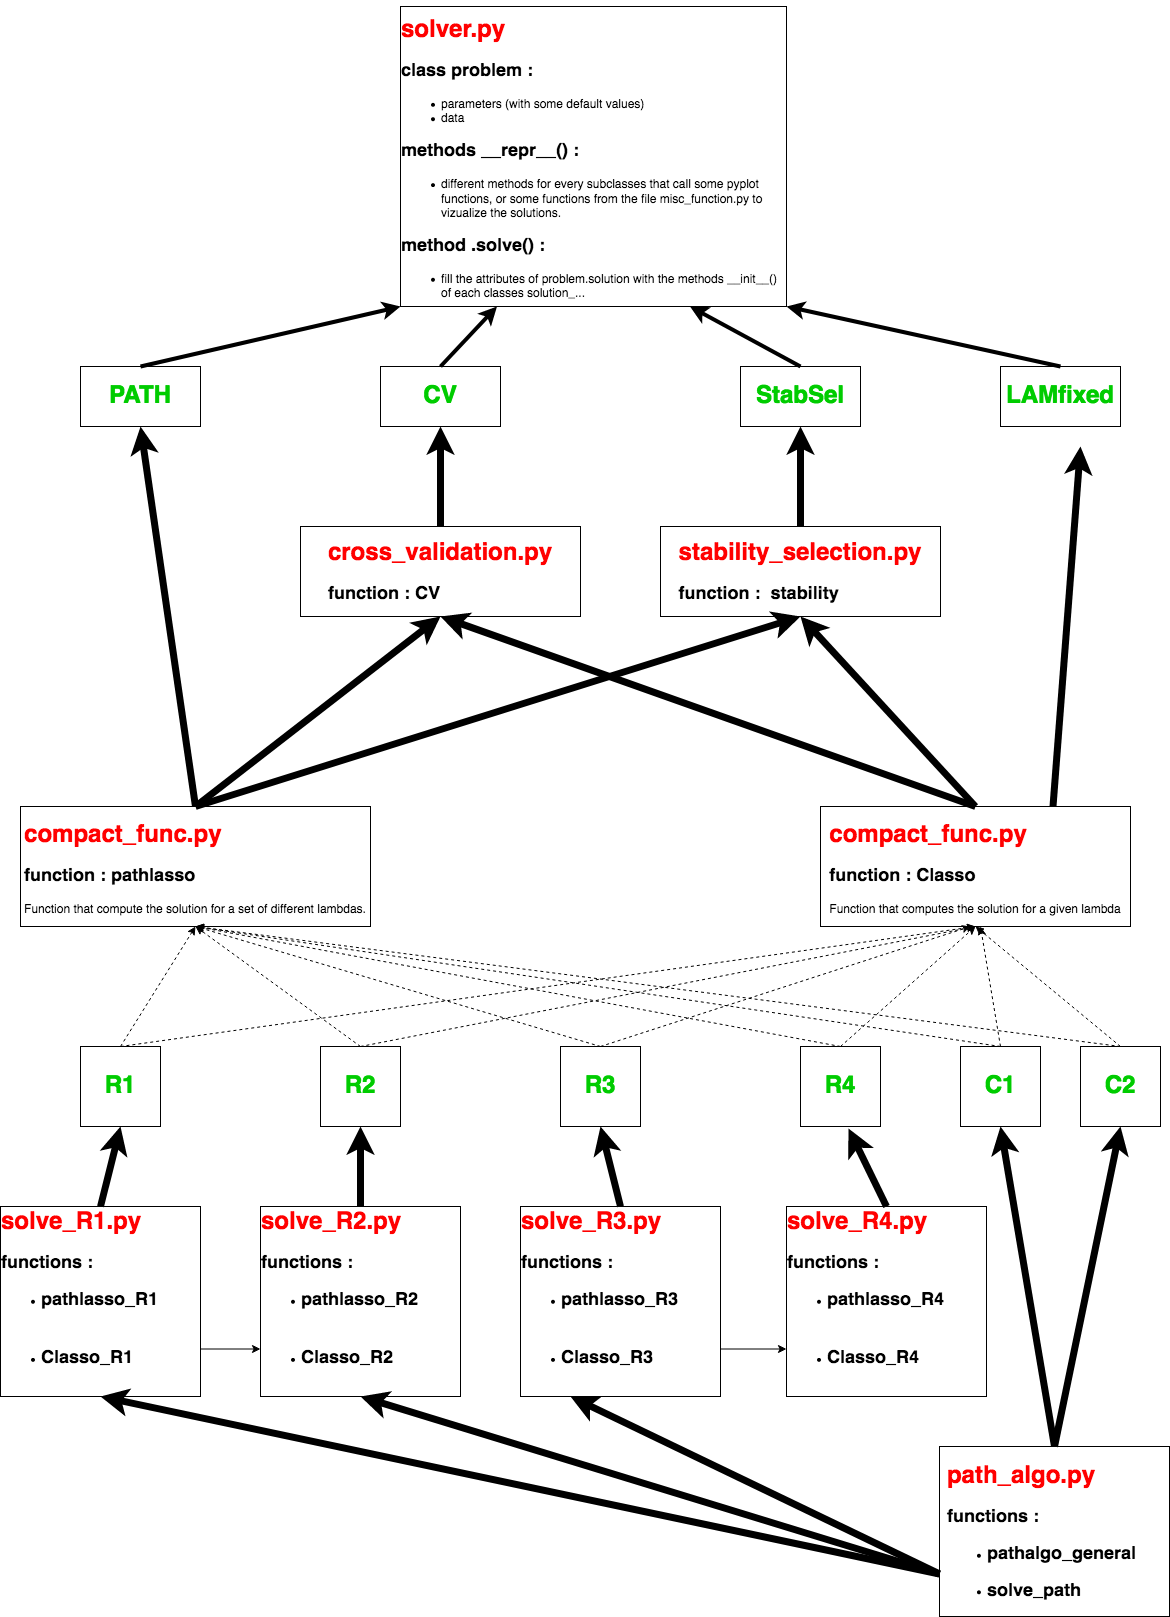 solver.py
class problem :
• parameters (with some default values)
• data
methods __repr__() :
• different methods for every subclasses that call some pyplot
functions, or some functions from the file misc_function.py to
vizualize the solutions.
method .solve() :
• fill the attributes of problem.solution with the methods __init__()
of each classes solution_...
PATH
CV
StabSel
LAMfixed
cross_validation.py
function : CV
stability_selection.py
function :  stability
compact_func.py
function : pathlasso
Function that compute the solution for a set of different lambdas.
compact_func.py
function : Classo
Function that computes the solution for a given lambda
R1
R2
R3
R4
C1
C2
solve_R1.py
functions :
• pathlasso_R1
• Classo_R1
solve_R2.py
functions :
• pathlasso_R2
• Classo_R2
solve_R3.py
functions :
• pathlasso_R3
• Classo_R3
solve_R4.py
functions :
• pathlasso_R4
• Classo_R4
path_algo.py
functions :
• pathalgo_general
• solve_path